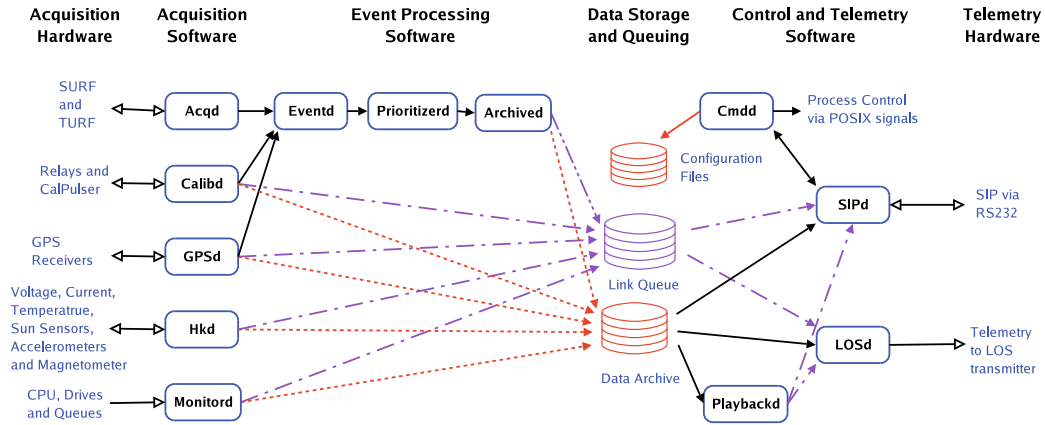 Acquisition
Hardware
Acquisition
Software
Event Processing
Software
Data Storage
and Queuing
Control and Telemetry
Software
Telemetry
Hardware
SURF
and
TURF
Acqd
Eventd
Prioritizerd
Archived
Cmdd
Process Control
via POSIX signals
Relays and
CalPulser
Calibd
Configuration
Files
SIPd
SIP via
RS232
GPS
Receivers
GPSd
Link Queue
Voltage, Current,
Temperatrue,
Sun Sensors,
Accelerometers
and Magnetometer
Hkd
LOSd
Telemetry
to LOS
transmitter
Data Archive
CPU, Drives
and Queues
Monitord
Playbackd